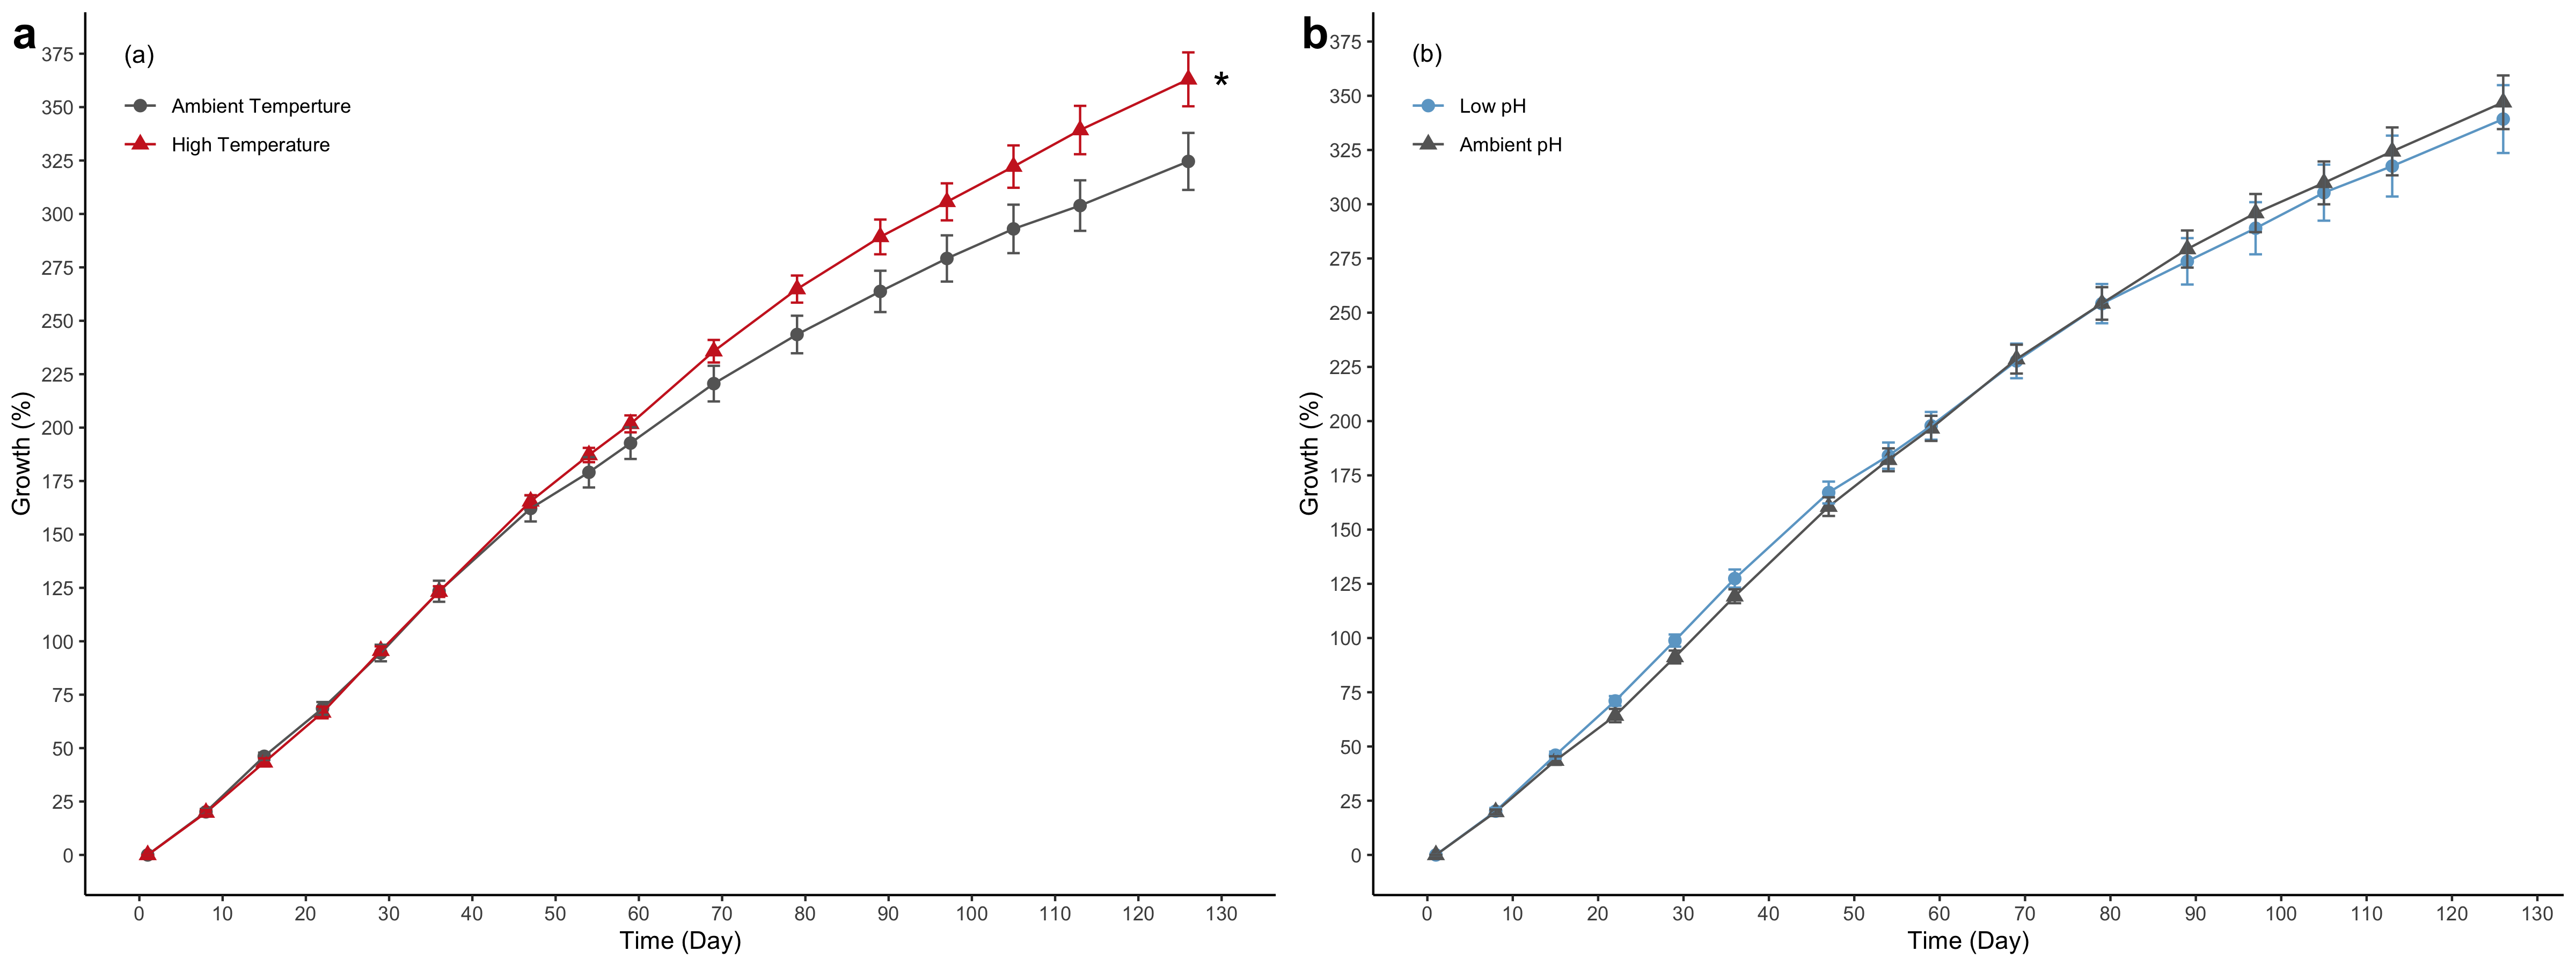 a
(a)
Ambient Temperture
High Temperature
*
375
350
325
300
275
250
225
200
175
150
125
100
75
50
25
0
Growth (%)
0 10 20 30 40 50 60 70 80 90 100 110 120 130
Time (Day)
b
(b)
Low pH
Ambient pH
375
350
325
300
275
250
225
200
175
150
125
100
75
50
25
0
Growth (%)
0 10 20 30 40 50 60 70 80 90 100 110 120 130
Time (Day)